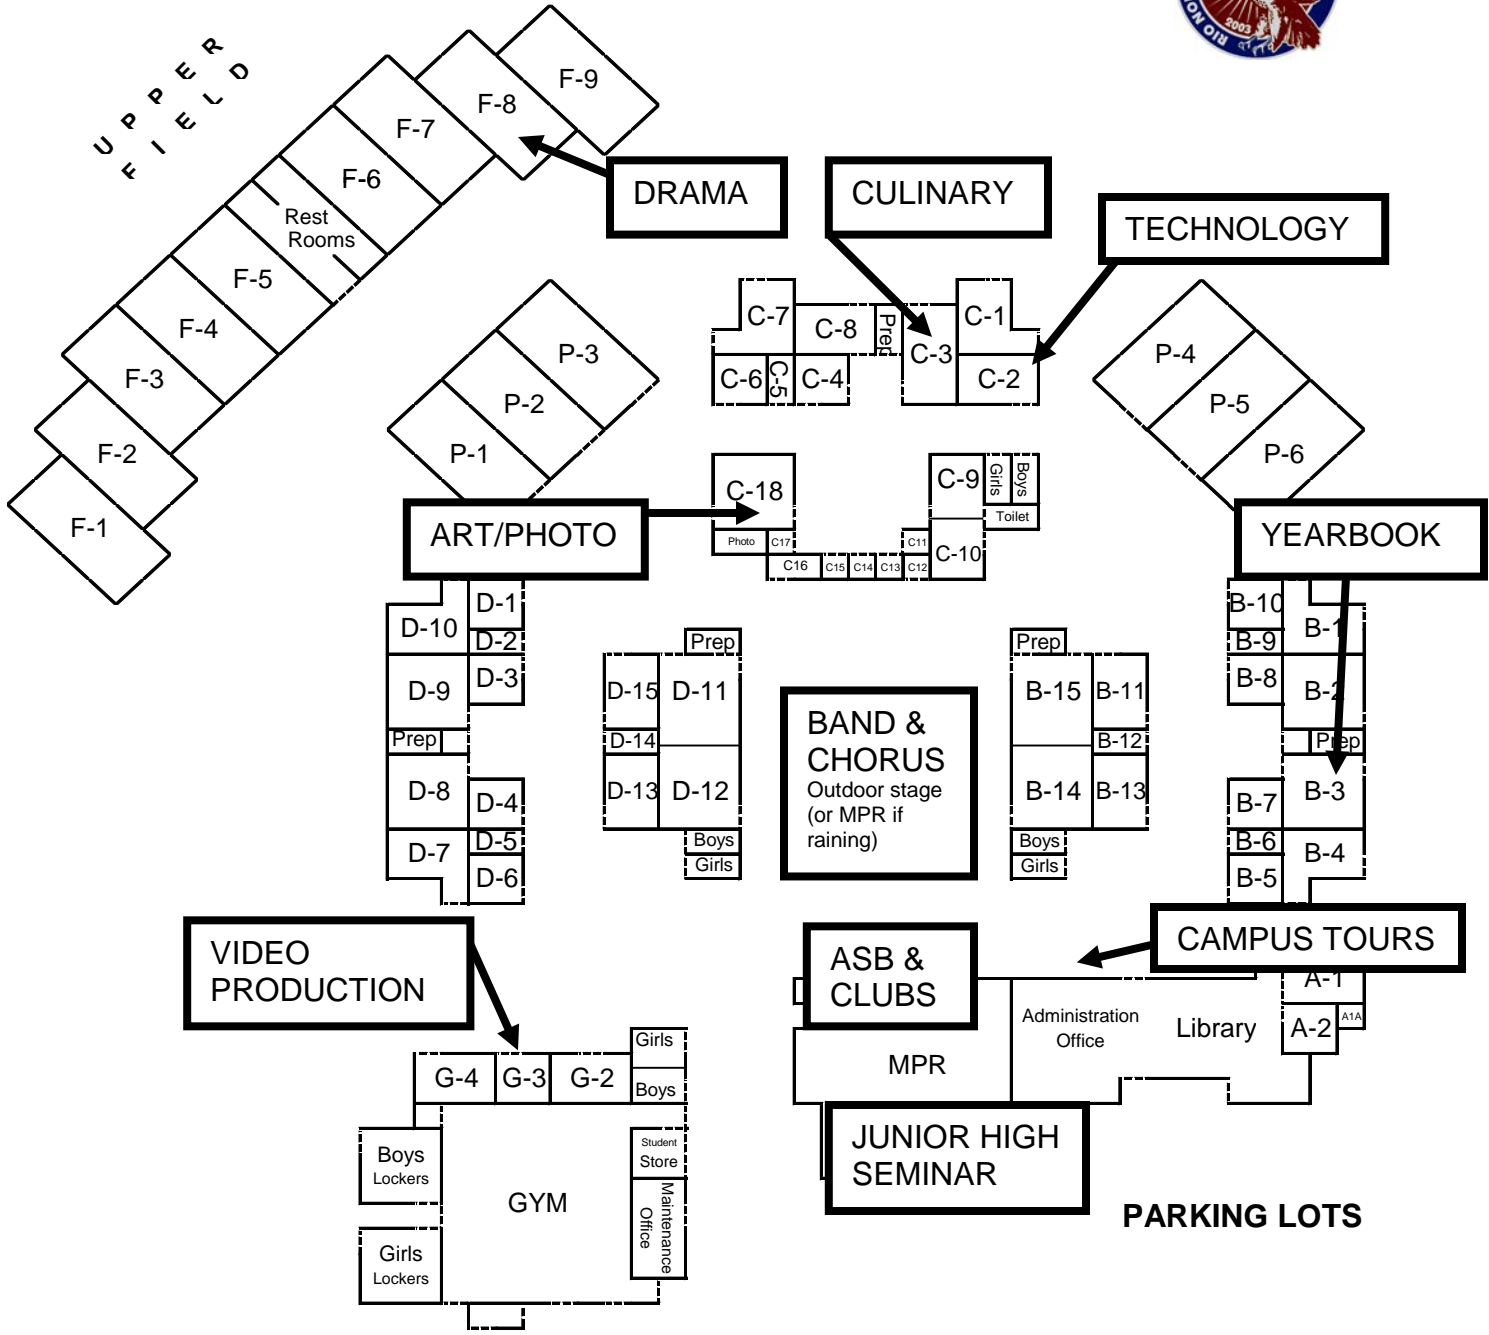 RIO NOR
2003
UPPER
FIELD
F-9
F-8
F-7
F-6
Rest
Rooms
F-5
F-4
F-3
F-2
F-1
DRAMA
CULINARY
TECHNOLOGY
P-3
P-2
P-1
C-7
C-8
Prep
C-3
C-1
C-6
C-5
C-4
C-2
P-4
P-5
P-6
C-18
Photo
C17
C16
C15
C14
C13
C12
C11
C-9
C-10
Girls
Boys
Toilet
ART/PHOTO
YEARBOOK
D-1
D-10
D-2
D-9
D-3
Prep
D-8
D-4
D-5
D-7
D-6
Prep
D-15
D-11
D-14
D-13
D-12
Boys
Girls
BAND &
CHORUS
Outdoor stage
(or MPR if
raining)
Prep
B-15
B-11
B-12
B-14
B-13
Boys
Girls
B-10
B-1
B-9
B-8
B-2
Prep
B-7
B-3
B-6
B-4
B-5
VIDEO
PRODUCTION
ASB &
CLUBS
CAMPUS TOURS
A-1
A1A
A-2
Administration
Office
Library
MPR
JUNIOR HIGH
SEMINAR
PARKING LOTS
Girls
G-4
G-3
G-2
Boys
Boys
Lockers
Student
Store
GYM
Maintenance
Office
Girls
Lockers